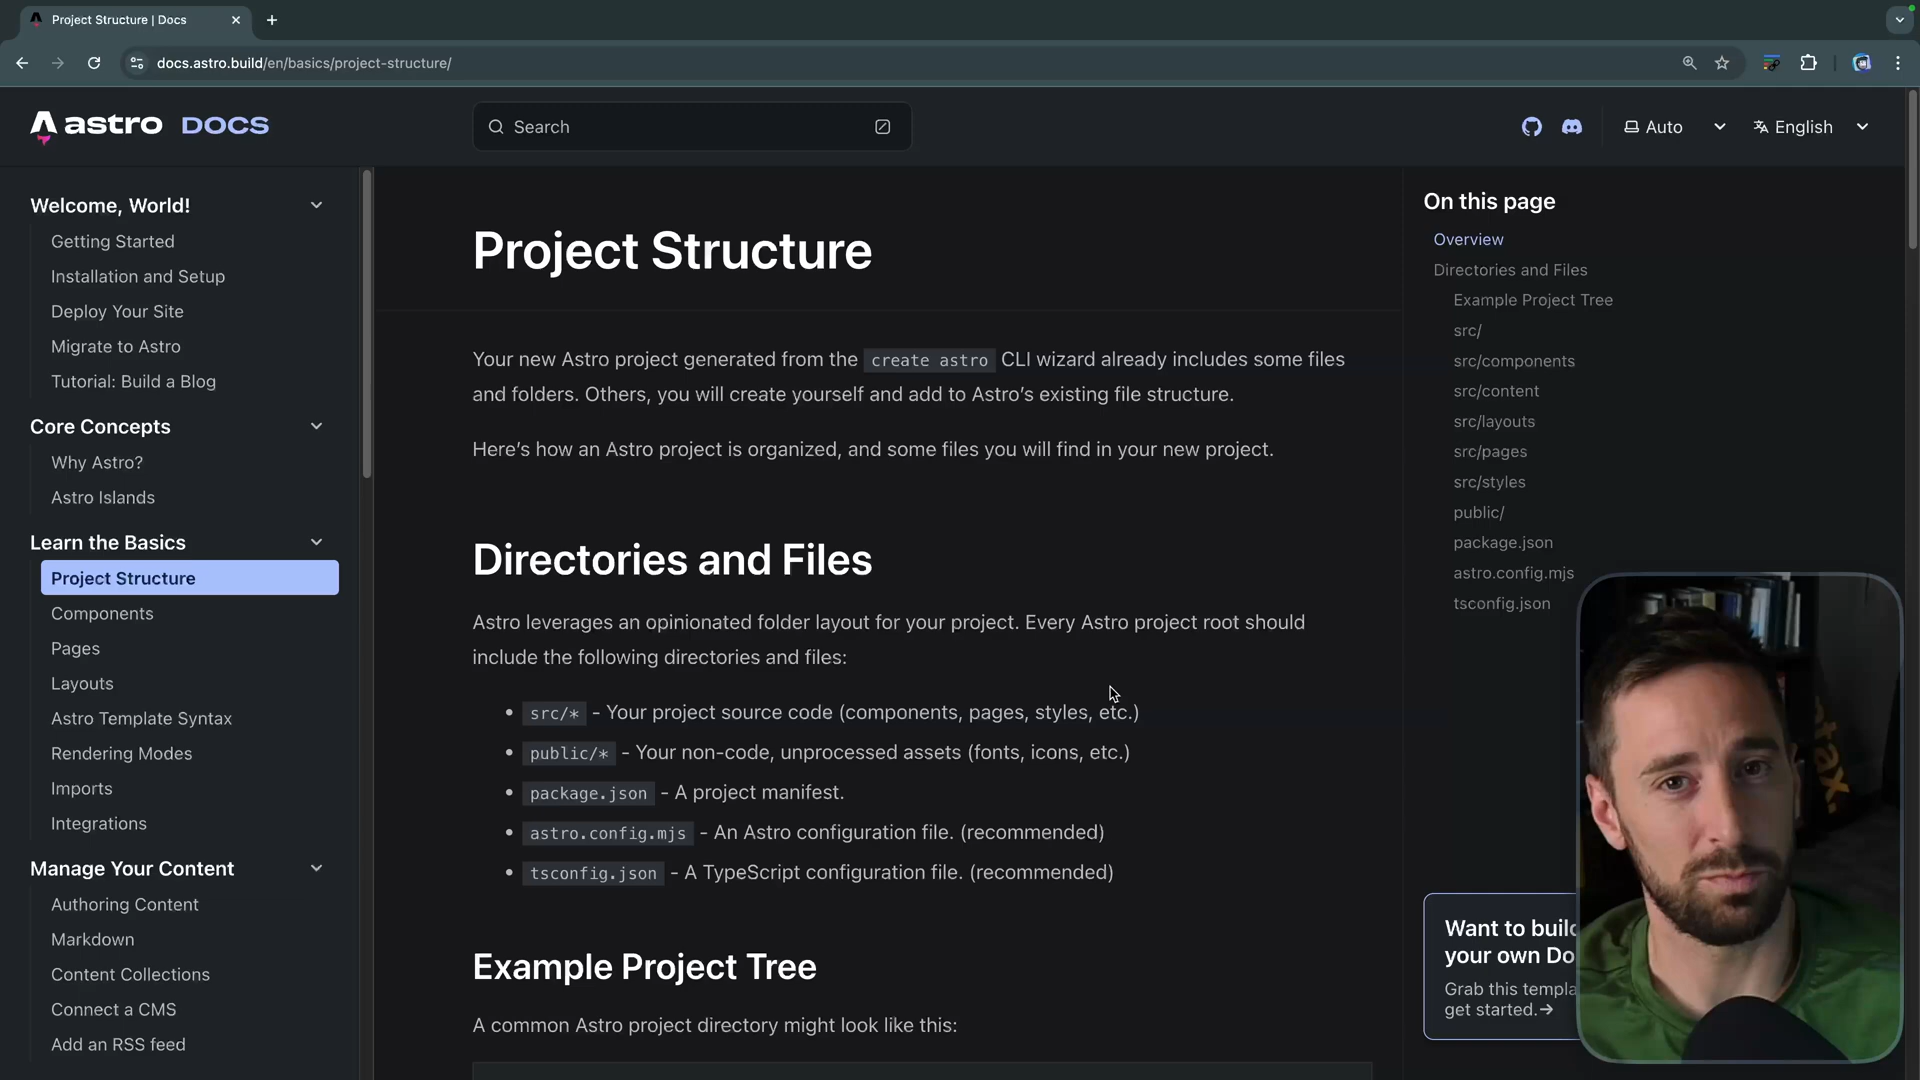 Project Structure | Docs
docs.astro.build/en/basics/project-structure/
astro DOCS
Search
Auto
English
Welcome, World!
Getting Started
Installation and Setup
Deploy Your Site
Migrate to Astro
Tutorial: Build a Blog
Core Concepts
Why Astro?
Astro Islands
Learn the Basics
Project Structure
Components
Pages
Layouts
Astro Template Syntax
Rendering Modes
Imports
Integrations
Manage Your Content
Authoring Content
Markdown
Content Collections
Connect a CMS
Add an RSS feed
Project Structure
Your new Astro project generated from the create astro CLI wizard already includes some files
and folders. Others, you will create yourself and add to Astro’s existing file structure.
Here’s how an Astro project is organized, and some files you will find in your new project.
Directories and Files
Astro leverages an opinionated folder layout for your project. Every Astro project root should
include the following directories and files:
• src/* - Your project source code (components, pages, styles, etc.)
• public/* - Your non-code, unprocessed assets (fonts, icons, etc.)
• package.json - A project manifest.
• astro.config.mjs - An Astro configuration file. (recommended)
• tsconfig.json - A TypeScript configuration file. (recommended)
Example Project Tree
A common Astro project directory might look like this:
On this page
Overview
Directories and Files
Example Project Tree
src/
src/components
src/content
src/layouts
src/pages
src/styles
public/
package.json
astro.config.mjs
tsconfig.json
Want to build
your own Do
Grab this templa
get started.→